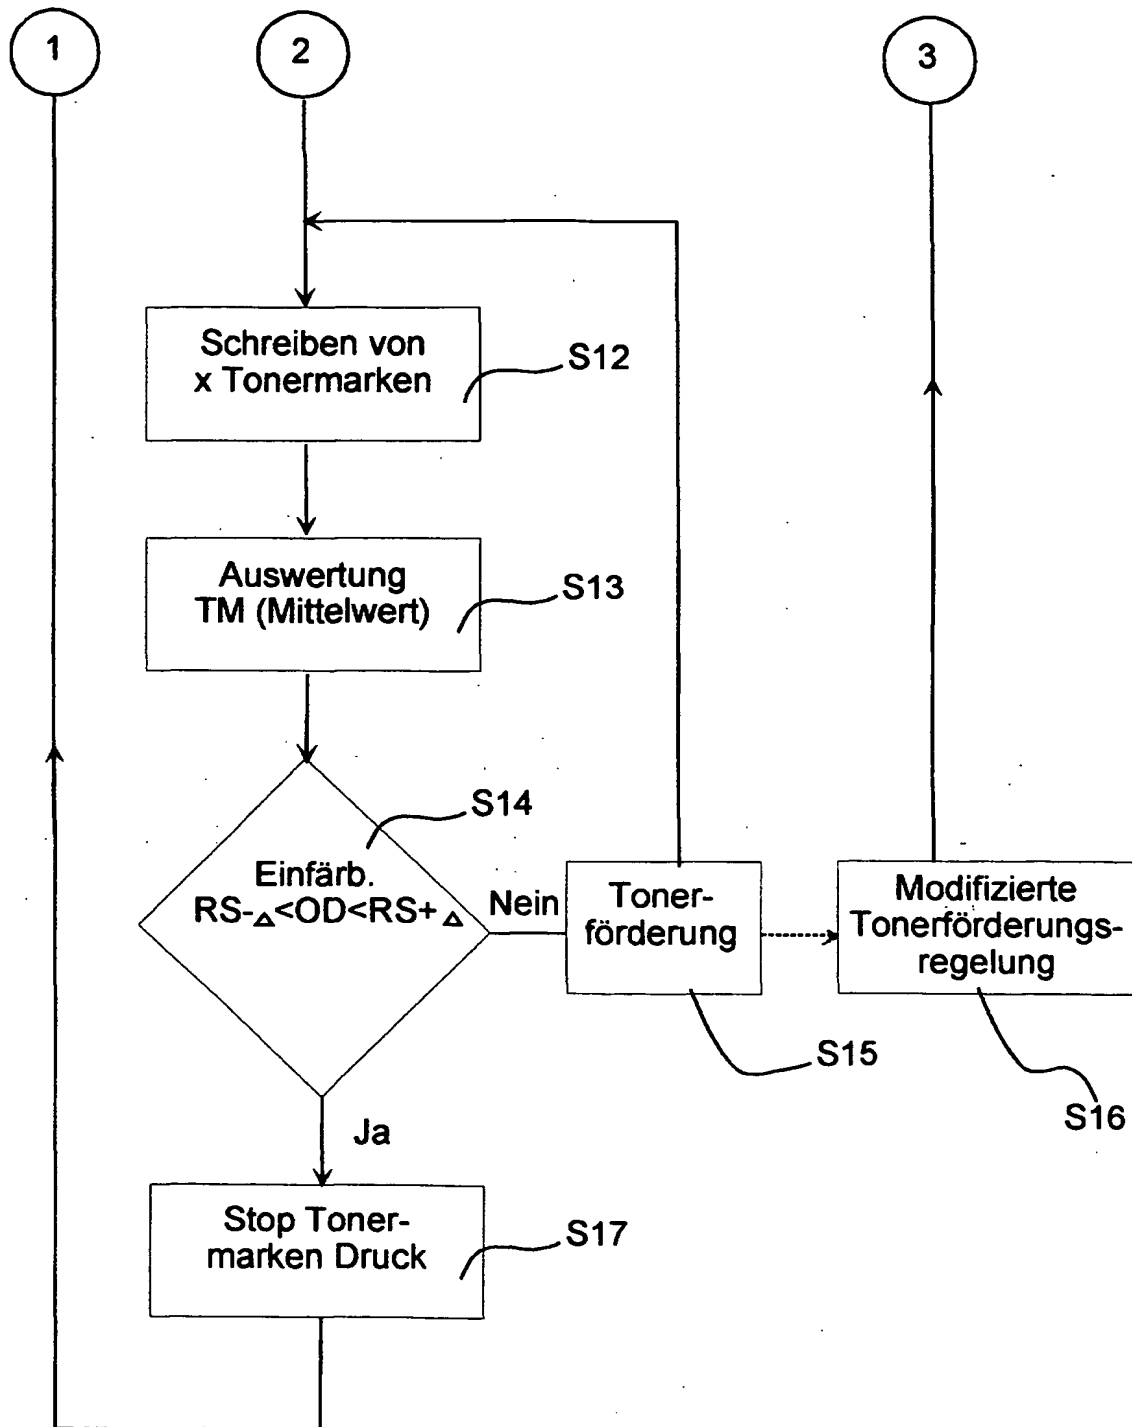 1
2
3
Schreiben von
x Tonermarken
S12
Auswertung
TM (Mittelwert)
S13
S14
Einfärb.
RS-△<OD<RS+△
Nein
Toner-
förderung
Modifizierte
Tonerförderungs-
regelung
S15
S16
Ja
Stop Toner-
marken Druck
S17